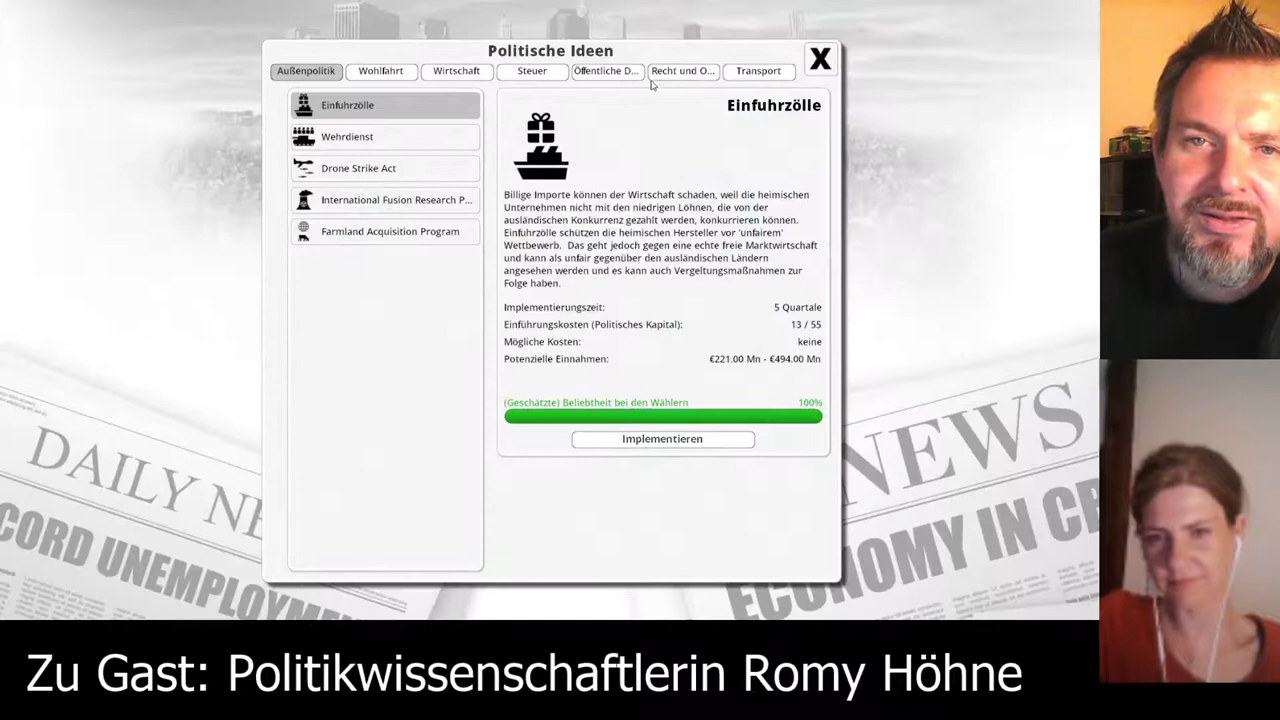 Politische Ideen
X
Außenpolitik
Wohlfahrt
Wirtschaft
Steuer
Öffentliche D...
Recht und O...
Transport
Einfuhrzölle
Wehrdienst
Drone Strike Act
International Fusion Research P...
Farmland Acquisition Program
Einfuhrzölle
Billige Importe können der Wirtschaft schaden, weil die heimischen
Unternehmen nicht mit den niedrigen Löhnen, die von der
ausländischen Konkurrenz gezahlt werden, konkurrieren können.
Einfuhrzölle schützen die heimischen Hersteller vor 'unfairem'
Wettbewerb. Das geht jedoch gegen eine echte freie Marktwirtschaft
und kann als unfair gegenüber den ausländischen Ländern
angesehen werden und es kann auch Vergeltungsmaßnahmen zur
Folge haben.
Implementierungszeit: 5 Quartale
Einführungskosten (Politisches Kapital): 13 / 55
Mögliche Kosten: keine
Potenzielle Einnahmen: €221.00 Mn - €494.00 Mn
(Geschätzte) Beliebtheit bei den Wählern 100%
Implementieren
DAILY NE
CORD UNEMPLOYM
NEWS
ECONOMY IN CR
Zu Gast: Politikwissenschaftlerin Romy Höhne